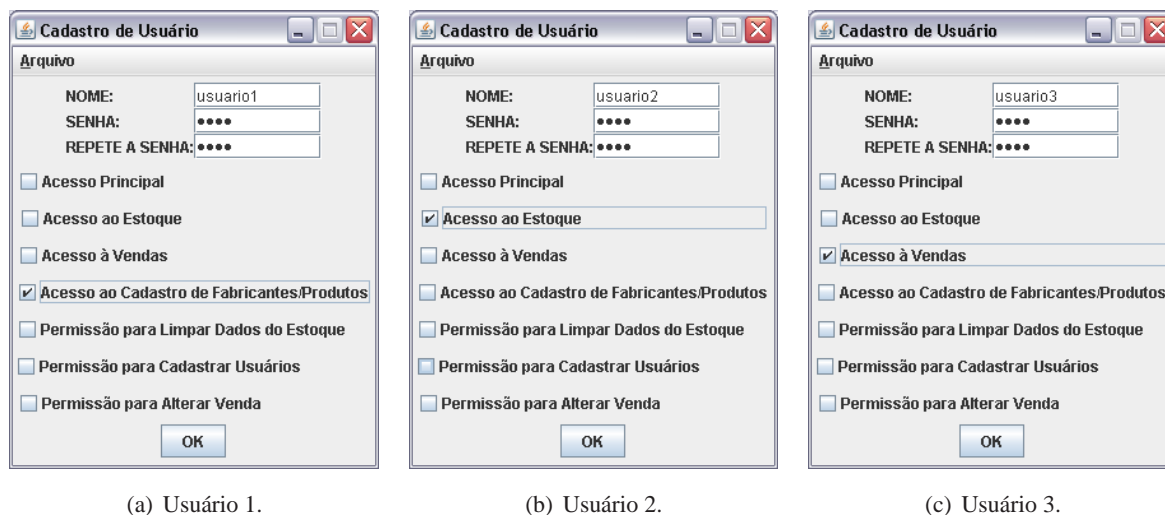 Cadastro de Usuário
Arquivo
NOME: usuario1
SENHA: ●●●●
REPETE A SENHA: ●●●●
Acesso Principal
Acesso ao Estoque
Acesso à Vendas
Acesso ao Cadastro de Fabricantes/Produtos
Permissão para Limpar Dados do Estoque
Permissão para Cadastrar Usuários
Permissão para Alterar Venda
OK
(a) Usuário 1.
Cadastro de Usuário
Arquivo
NOME: usuario2
SENHA: ●●●●
REPETE A SENHA: ●●●●
Acesso Principal
Acesso ao Estoque
Acesso à Vendas
Acesso ao Cadastro de Fabricantes/Produtos
Permissão para Limpar Dados do Estoque
Permissão para Cadastrar Usuários
Permissão para Alterar Venda
OK
(b) Usuário 2.
Cadastro de Usuário
Arquivo
NOME: usuario3
SENHA: ●●●●
REPETE A SENHA: ●●●●
Acesso Principal
Acesso ao Estoque
Acesso à Vendas
Acesso ao Cadastro de Fabricantes/Produtos
Permissão para Limpar Dados do Estoque
Permissão para Cadastrar Usuários
Permissão para Alterar Venda
OK
(c) Usuário 3.